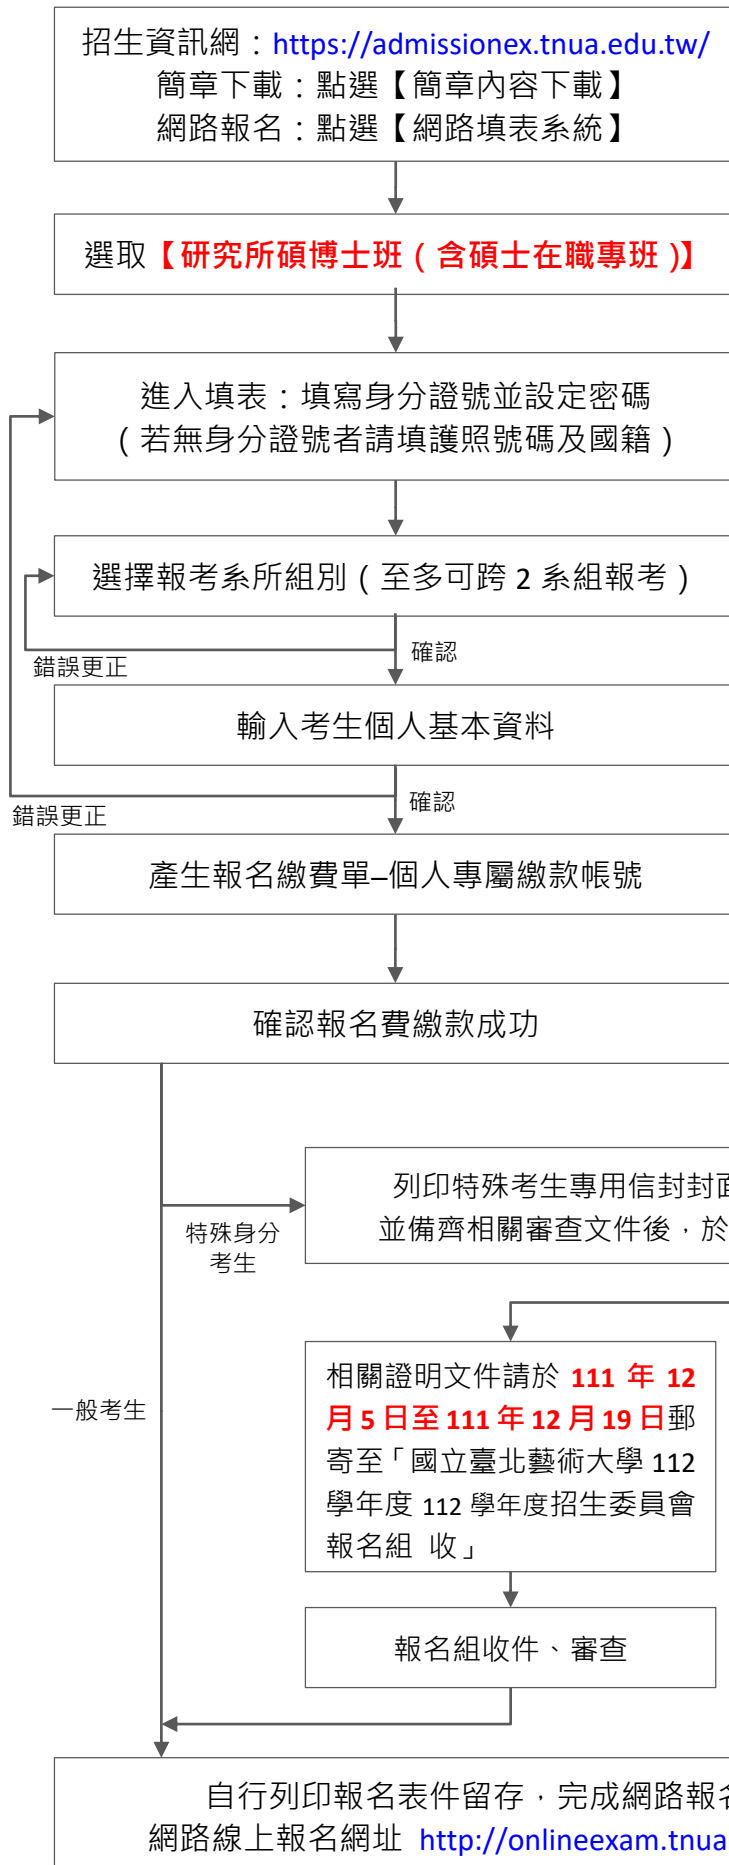 招生資訊網：https://admissionex.tnua.edu.tw/
簡章下載：點選【簡章內容下載】
網路報名：點選【網路填表系統】
選取【研究所碩博士班（含碩士在職專班）】
進入填表：填寫身分證號並設定密碼
（若無身分證號者請填護照號碼及國籍）
選擇報考系所組別（至多可跨 2 系組報考）
錯誤更正
確認
輸入考生個人基本資料
錯誤更正
確認
產生報名繳費單–個人專屬繳款帳號
確認報名費繳款成功
列印特殊考生專用信封封面
並備齊相關審查文件後，於
特殊身分
考生
一般考生
相關證明文件請於 111 年 12
月 5 日至 111 年 12 月 19 日郵
寄至「國立臺北藝術大學 112
學年度 112 學年度招生委員會
報名組 收」
報名組收件、審查
自行列印報名表件留存，完成網路報名
網路線上報名網址 http://onlineexam.tnua